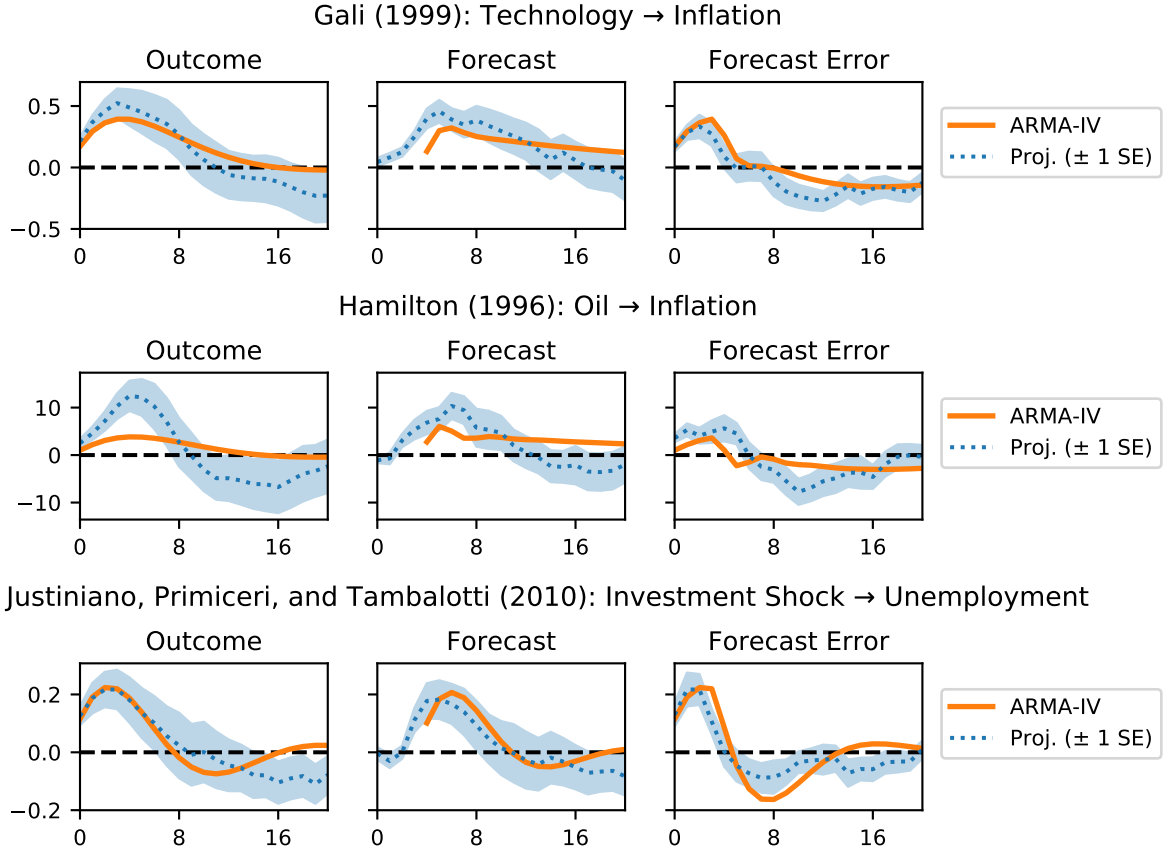 Gali (1999): Technology → Inflation
Outcome
Forecast
Forecast Error
0.5
0.0
−0.5
0 8 16
0 8 16
0 8 16
ARMA-IV
Proj. (± 1 SE)
Hamilton (1996): Oil → Inflation
Outcome
Forecast
Forecast Error
10
0
−10
0 8 16
0 8 16
0 8 16
ARMA-IV
Proj. (± 1 SE)
Justiniano, Primiceri, and Tambalotti (2010): Investment Shock → Unemployment
Outcome
Forecast
Forecast Error
0.2
0.0
−0.2
0 8 16
0 8 16
0 8 16
ARMA-IV
Proj. (± 1 SE)